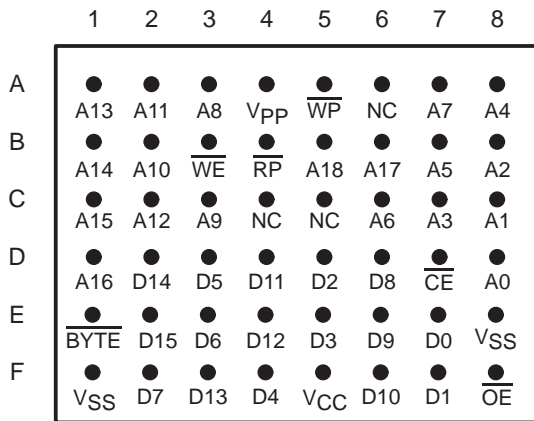 1 2 3 4 5 6 7 8
A
A13 A11 A8 VPP WP NC A7 A4
B
A14 A10 WE RP A18 A17 A5 A2
C
A15 A12 A9 NC NC A6 A3 A1
D
A16 D14 D5 D11 D2 D8 CE A0
E
BYTE D15 D6 D12 D3 D9 D0 VSS
F
VSS D7 D13 D4 VCC D10 D1 OE